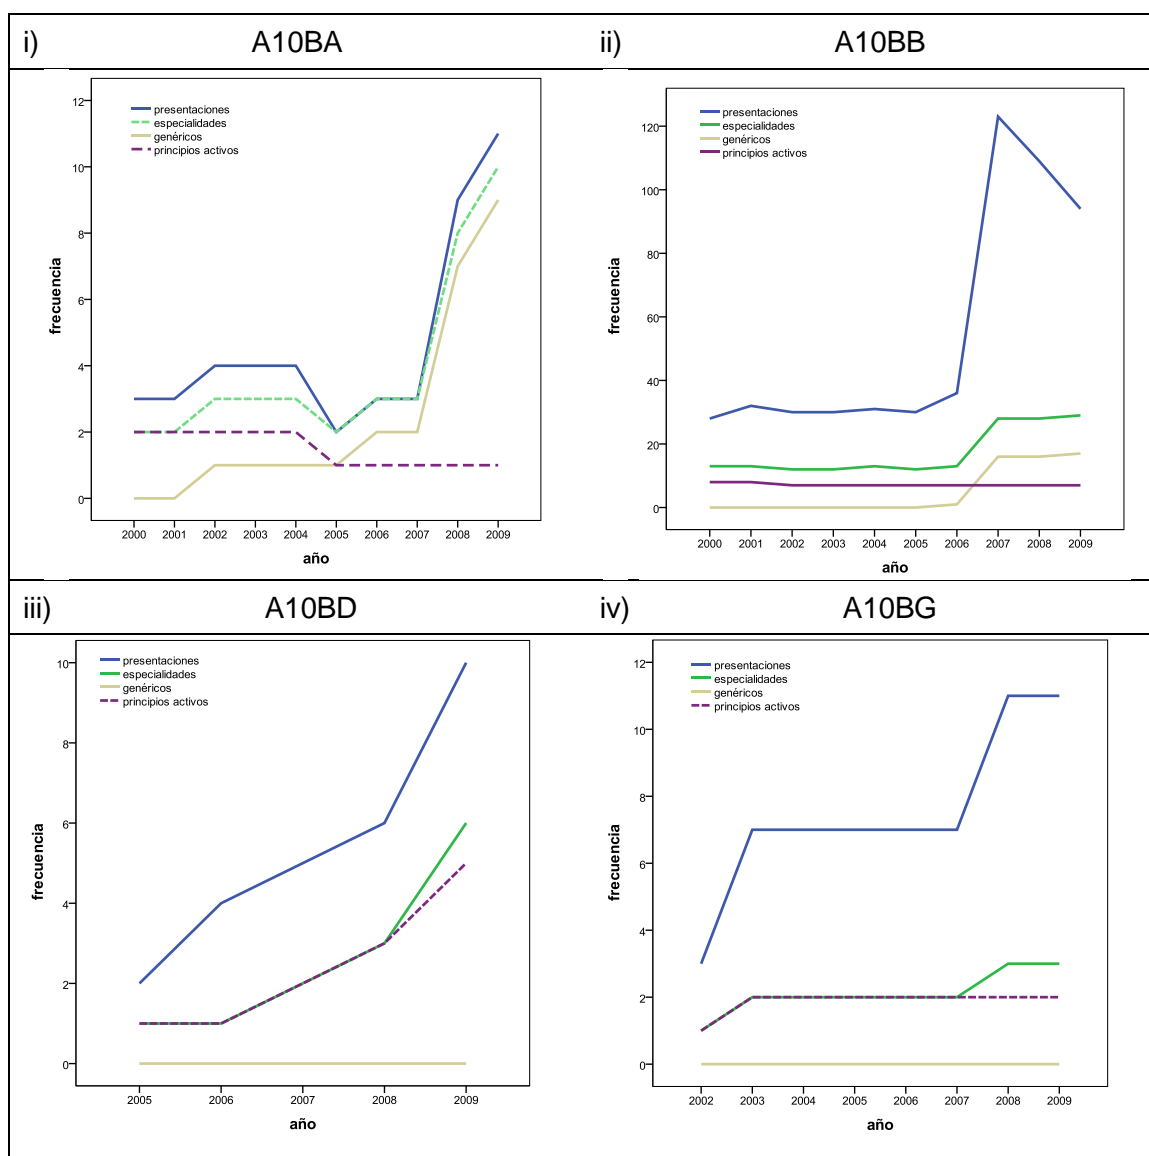 i) A10BA
ii) A10BB
presentaciones
especialidades
genéricos
principios activos
12
10
8
6
4
2
0
frecuencia
2000 2001 2002 2003 2004 2005 2006 2007 2008 2009
año
presentaciones
especialidades
genéricos
principios activos
120
100
80
60
40
20
0
frecuencia
2000 2001 2002 2003 2004 2005 2006 2007 2008 2009
año
iii) A10BD
iv) A10BG
presentaciones
especialidades
genéricos
principios activos
10
8
6
4
2
0
frecuencia
2005 2006 2007 2008 2009
año
presentaciones
especialidades
genéricos
principios activos
12
10
8
6
4
2
0
frecuencia
2002 2003 2004 2005 2006 2007 2008 2009
año